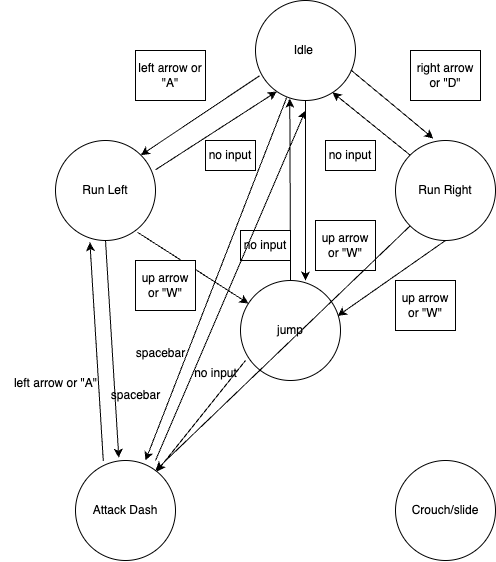 Idle
left arrow or
"A"
right arrow
or "D"
no input
no input
Run Left
Run Right
no input
up arrow
or "W"
up arrow
or "W"
up arrow
or "W"
jump
spacebar
no input
left arrow or "A"
spacebar
Attack Dash
Crouch/slide